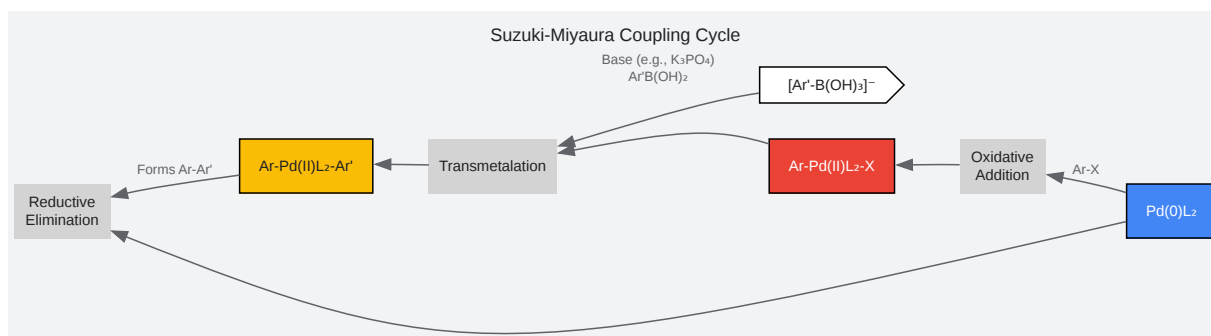 Suzuki-Miyaura Coupling Cycle
Base (e.g., K₃PO₄)
Ar'B(OH)₂
[Ar'-B(OH)₃]⁻
Forms Ar-Ar'
Ar-Pd(II)L₂-Ar'
Transmetalation
Ar-Pd(II)L₂-X
Oxidative
Addition
Ar-X
Reductive
Elimination
Pd(0)L₂